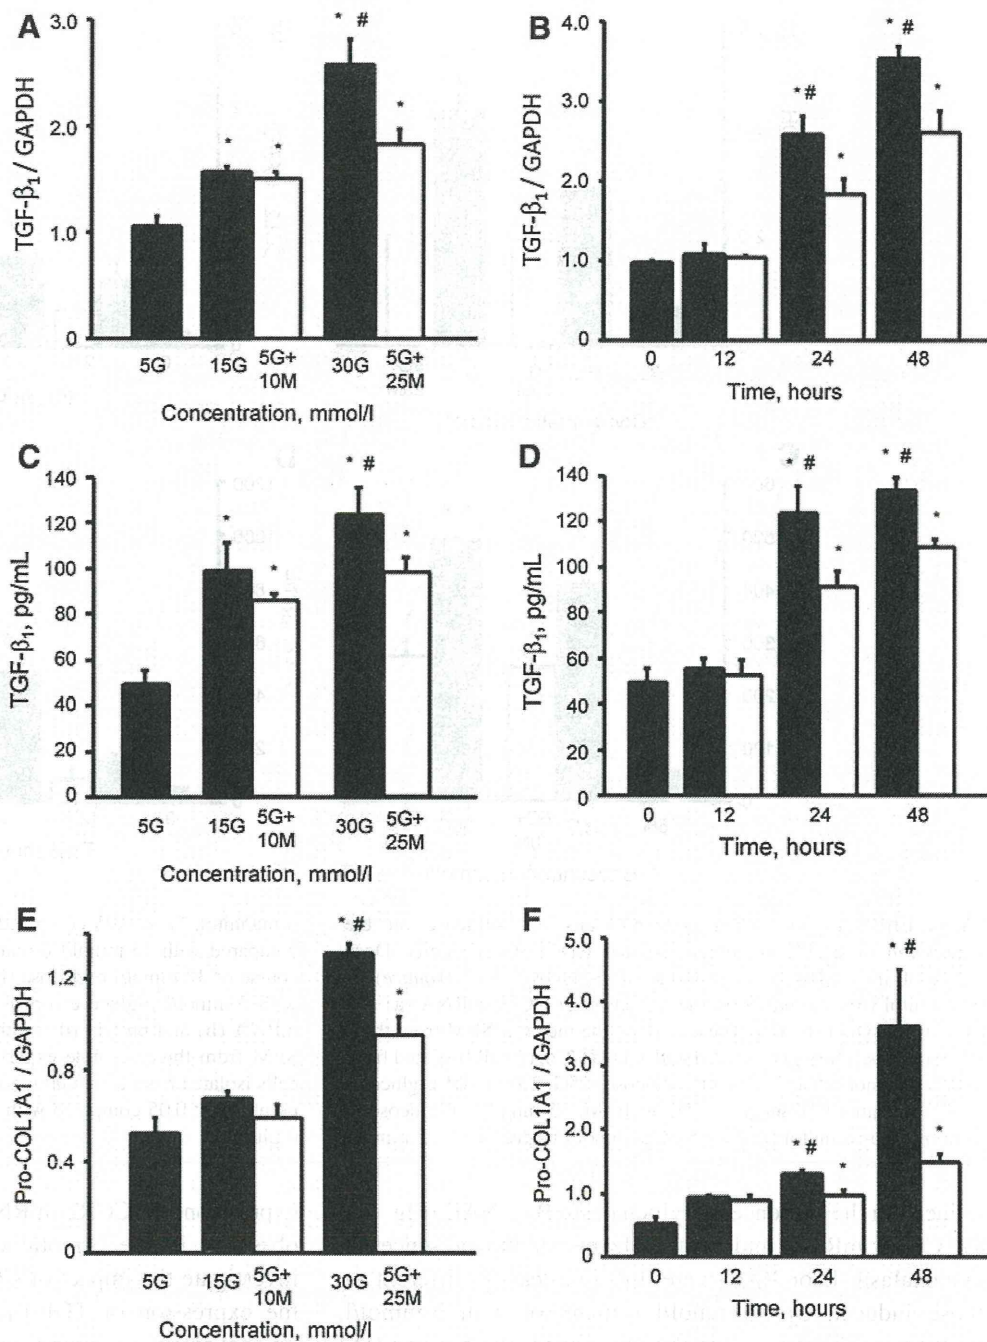 A
3.0
2.0
1.0
0
TGF-β₁ / GAPDH
* #
* * *
5G 15G 5G+ 30G 5G+
10M 25M
Concentration, mmol/l
B
4.0
3.0
2.0
1.0
0
TGF-β₁ / GAPDH
* #
* # *
*
0 12 24 48
Time, hours
C
140
120
100
80
60
40
20
0
TGF-β₁, pg/mL
* #
* * *
5G 15G 5G+ 30G 5G+
10M 25M
Concentration, mmol/l
D
140
120
100
80
60
40
20
0
TGF-β₁, pg/mL
* # * #
* *
0 12 24 48
Time, hours
E
1.2
0.8
0.4
0
Pro-COL1A1 / GAPDH
* #
5G 15G 5G+ 30G 5G+
10M 25M
Concentration, mmol/l
F
5.0
4.0
3.0
2.0
1.0
0
Pro-COL1A1 / GAPDH
* #
* # * *
0 12 24 48
Time, hours